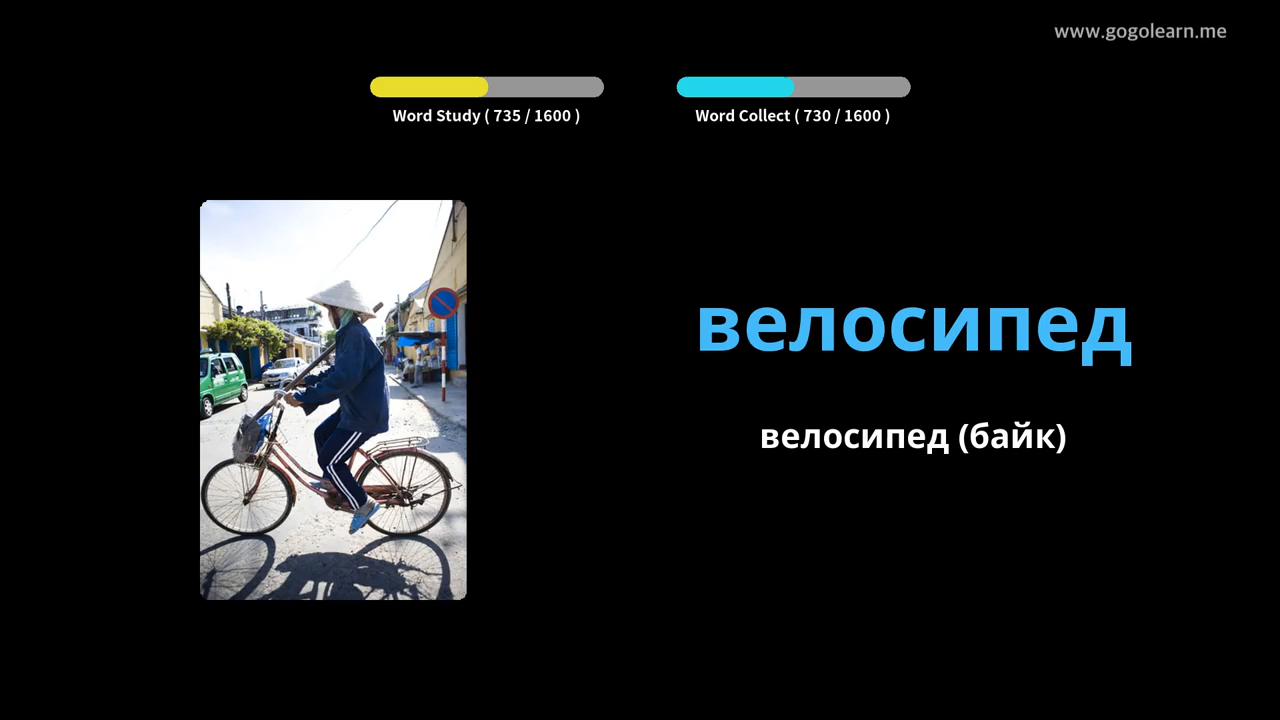 www.gogolearn.me
Word Study ( 735 / 1600 )
Word Collect ( 730 / 1600 )
велосипед
велосипед (байк)